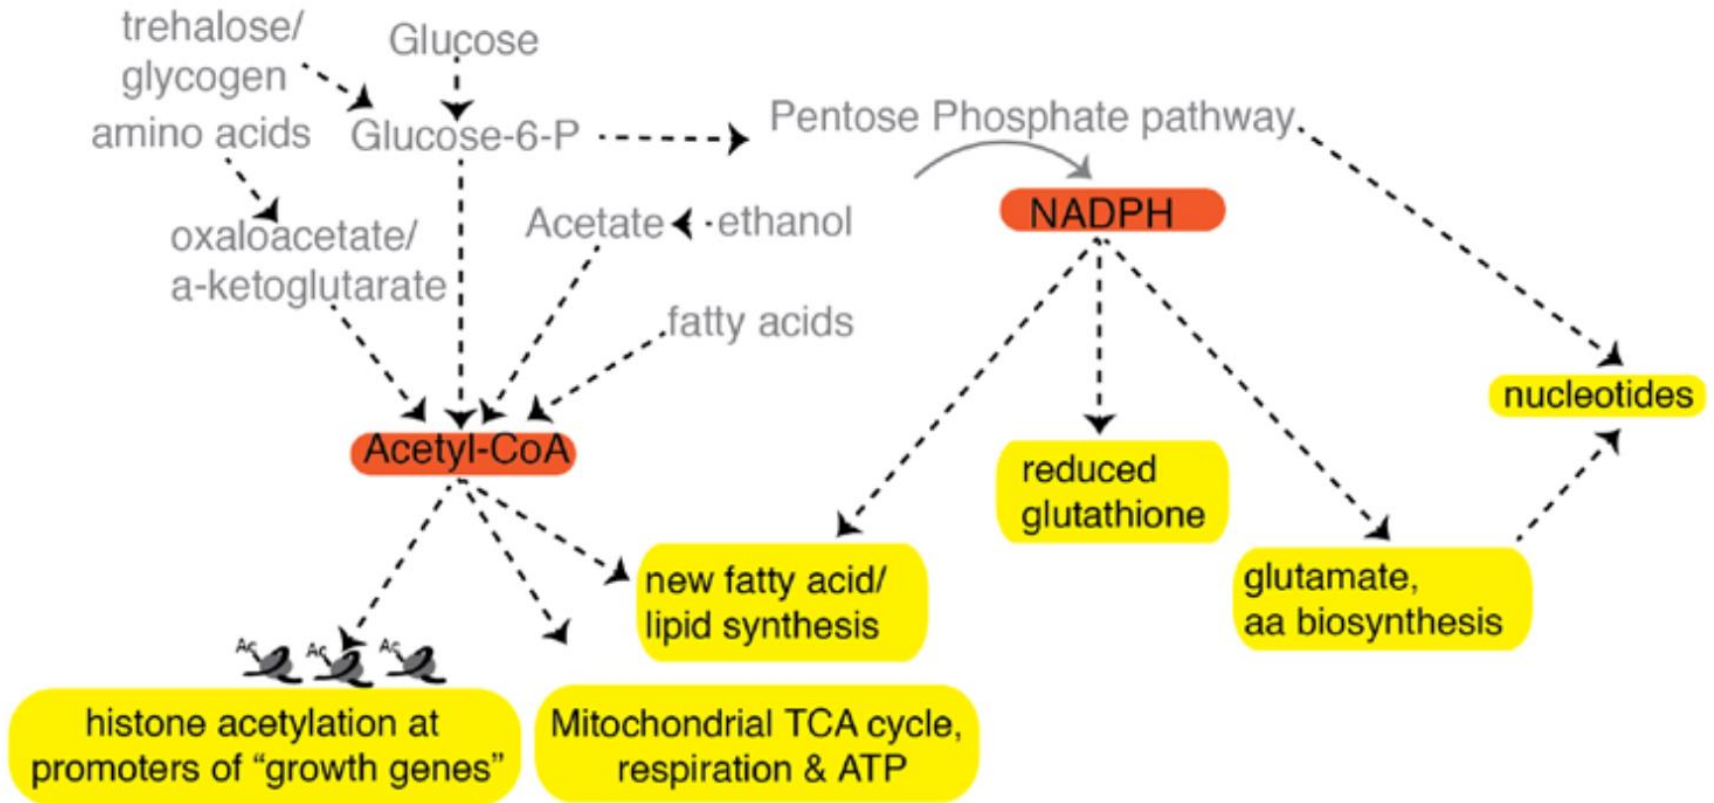 trehalose/
glycogen
Glucose
amino acids
Glucose-6-P
Pentose Phosphate pathway
oxaloacetate/
a-ketoglutarate
Acetate
ethanol
NADPH
fatty acids
nucleotides
Acetyl-CoA
reduced
glutathione
new fatty acid/
lipid synthesis
glutamate,
aa biosynthesis
Ac
Ac
Ac
histone acetylation at
promoters of “growth genes”
Mitochondrial TCA cycle,
respiration & ATP